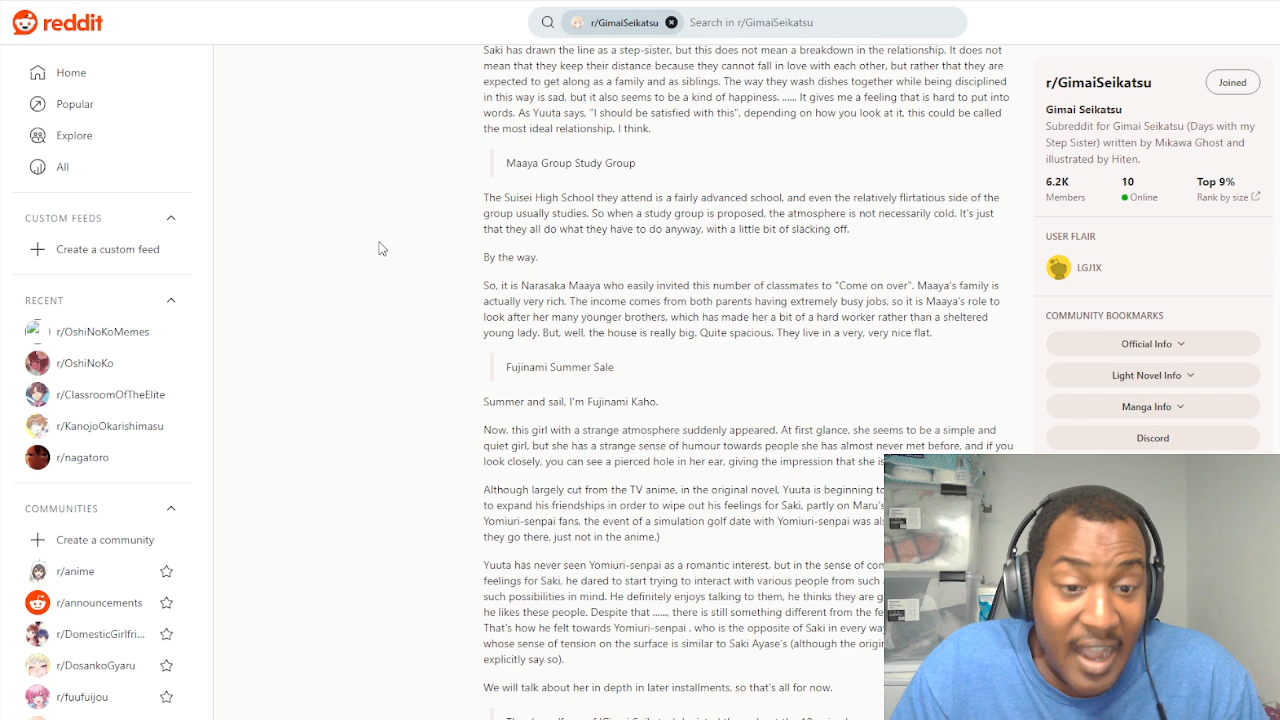 reddit
r/GimaiSeikatsu
Search in r/GimaiSeikatsu
Home
Popular
Explore
All
CUSTOM FEEDS
Create a custom feed
RECENT
r/OshiNoKoMemes
r/OshiNoKo
r/ClassroomOfTheElite
r/KanojoOkarishimasu
r/nagatoro
COMMUNITIES
Create a community
r/anime
r/announcements
r/DomesticGirlfri...
r/DosankoGyaru
r/fuufuijou
Saki has drawn the line as a step-sister, but this does not mean a breakdown in the relationship. It does not
mean that they keep their distance because they cannot fall in love with each other, but rather that they are
expected to get along as a family and as siblings. The way they wash dishes together while being disciplined
in this way is sad, but it also seems to be a kind of happiness. ...... It gives me a feeling that is hard to put into
words. As Yuuta says, "I should be satisfied with this", depending on how you look at it, this could be called
the most ideal relationship. I think.
Maaya Group Study Group
The Suisei High School they attend is a fairly advanced school, and even the relatively flirtatious side of the
group usually studies. So when a study group is proposed, the atmosphere is not necessarily cold. It's just
that they all do what they have to do anyway, with a little bit of slacking off.
By the way.
So, it is Narasaka Maaya who easily invited this number of classmates to "Come on over". Maaya's family is
actually very rich. The income comes from both parents having extremely busy jobs, so it is Maaya's role to
look after her many younger brothers, which has made her a bit of a hard worker rather than a sheltered
young lady. But, well, the house is really big. Quite spacious. They live in a very, very nice flat.
Fujinami Summer Sale
Summer and sail, I'm Fujinami Kaho.
Now, this girl with a strange atmosphere suddenly appeared. At first glance, she seems to be a simple and
quiet girl, but she has a strange sense of humour towards people she has almost never met before, and if you
look closely, you can see a pierced hole in her ear, giving the impression that she is
Although largely cut from the TV anime, in the original novel, Yuuta is beginning to
to expand his friendships in order to wipe out his feelings for Saki, partly on Maru's
Yomiuri-senpai fans, the event of a simulation golf date with Yomiuri-senpai was
they go there, just not in the anime.)
Yuuta has never seen Yomiuri-senpai as a romantic interest, but in the sense of
feelings for Saki, he dared to start trying to interact with various people from such
such possibilities in mind. He definitely enjoys talking to them, he thinks they are
he likes these people. Despite that ......, there is still something different from the
That's how he felt towards Yomiuri-senpai , who is the opposite of Saki in every
whose sense of tension on the surface is similar to Saki Ayase's (although the
explicitly say so).
We will talk about her in depth in later installments, so that's all for now.
r/GimaiSeikatsu
Joined
Gimai Seikatsu
Subreddit for Gimai Seikatsu (Days with my
Step Sister) written by Mikawa Ghost and
illustrated by Hiten.
6.2K 10 Top 9%
Members Online Rank by size
USER FLAIR
LGJ1X
COMMUNITY BOOKMARKS
Official Info
Light Novel Info
Manga Info
Discord